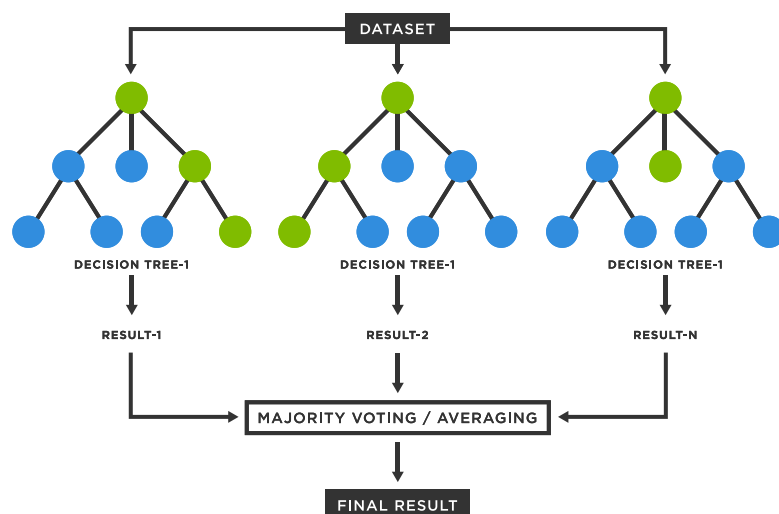 DATASET
DECISION TREE-1
DECISION TREE-1
DECISION TREE-1
RESULT-1
RESULT-2
RESULT-N
MAJORITY VOTING / AVERAGING
FINAL RESULT